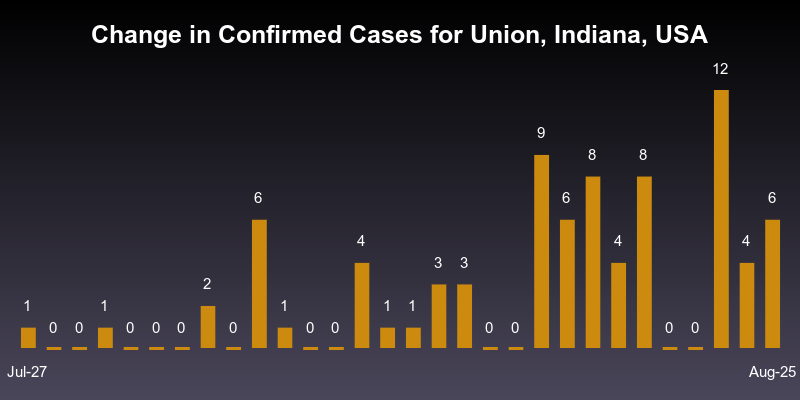 Change in Confirmed Cases for Union, Indiana, USA
12
9
8 8
6 6 6
4 4 4
3 3
2
1 0 0 1 0 0 0 0 1 0 0 1 1 0 0 0 0
Jul-27 Aug-25